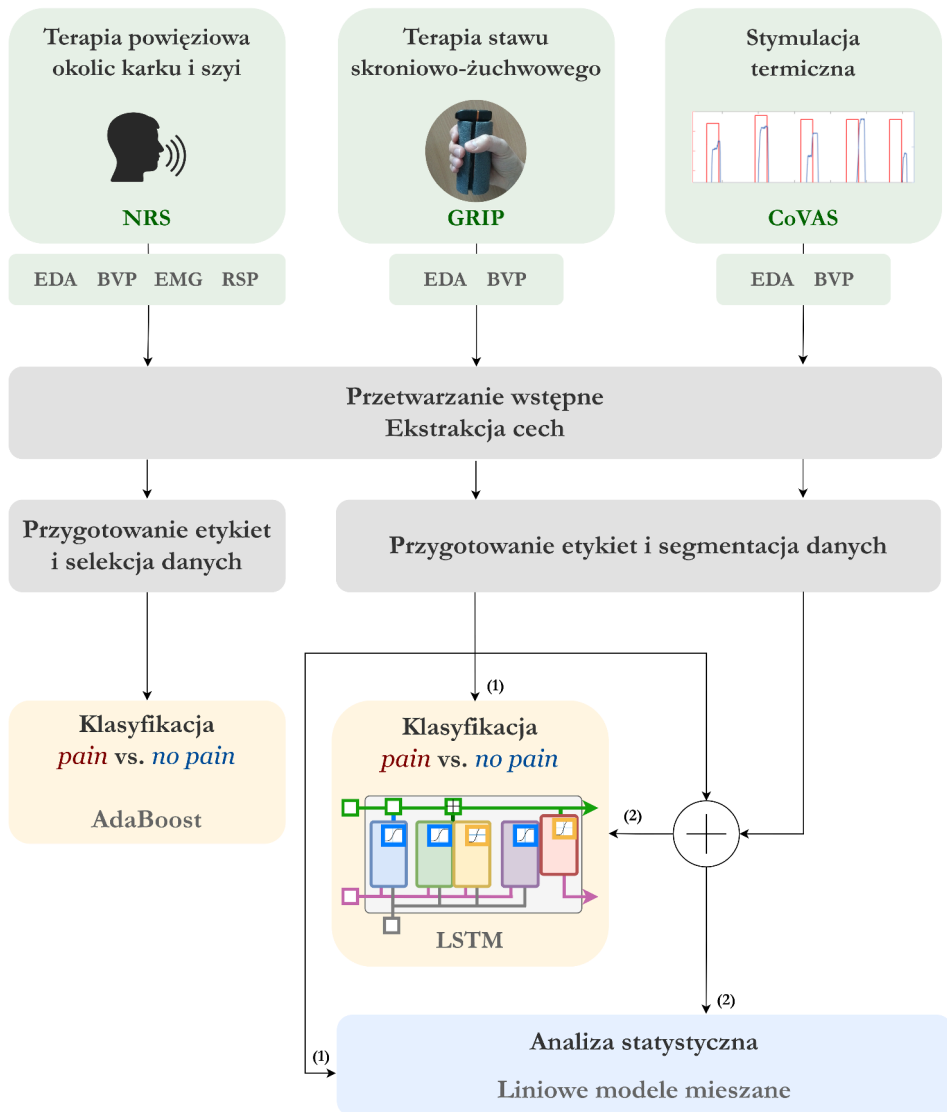 Terapia powięziowa
okolic karku i szyi
NRS
Terapia stawu
skroniowo-żuchwowego
GRIP
Stymulacja
termiczna
CoVAS
EDA BVP EMG RSP
EDA BVP
EDA BVP
Przetwarzanie wstępne
Ekstrakcja cech
Przygotowanie etykiet
i selekcja danych
Przygotowanie etykiet i segmentacja danych
(1)
Klasyfikacja
pain vs. no pain
AdaBoost
Klasyfikacja
pain vs. no pain
LSTM
(2)
(2)
(1)
Analiza statystyczna
Liniowe modele mieszane